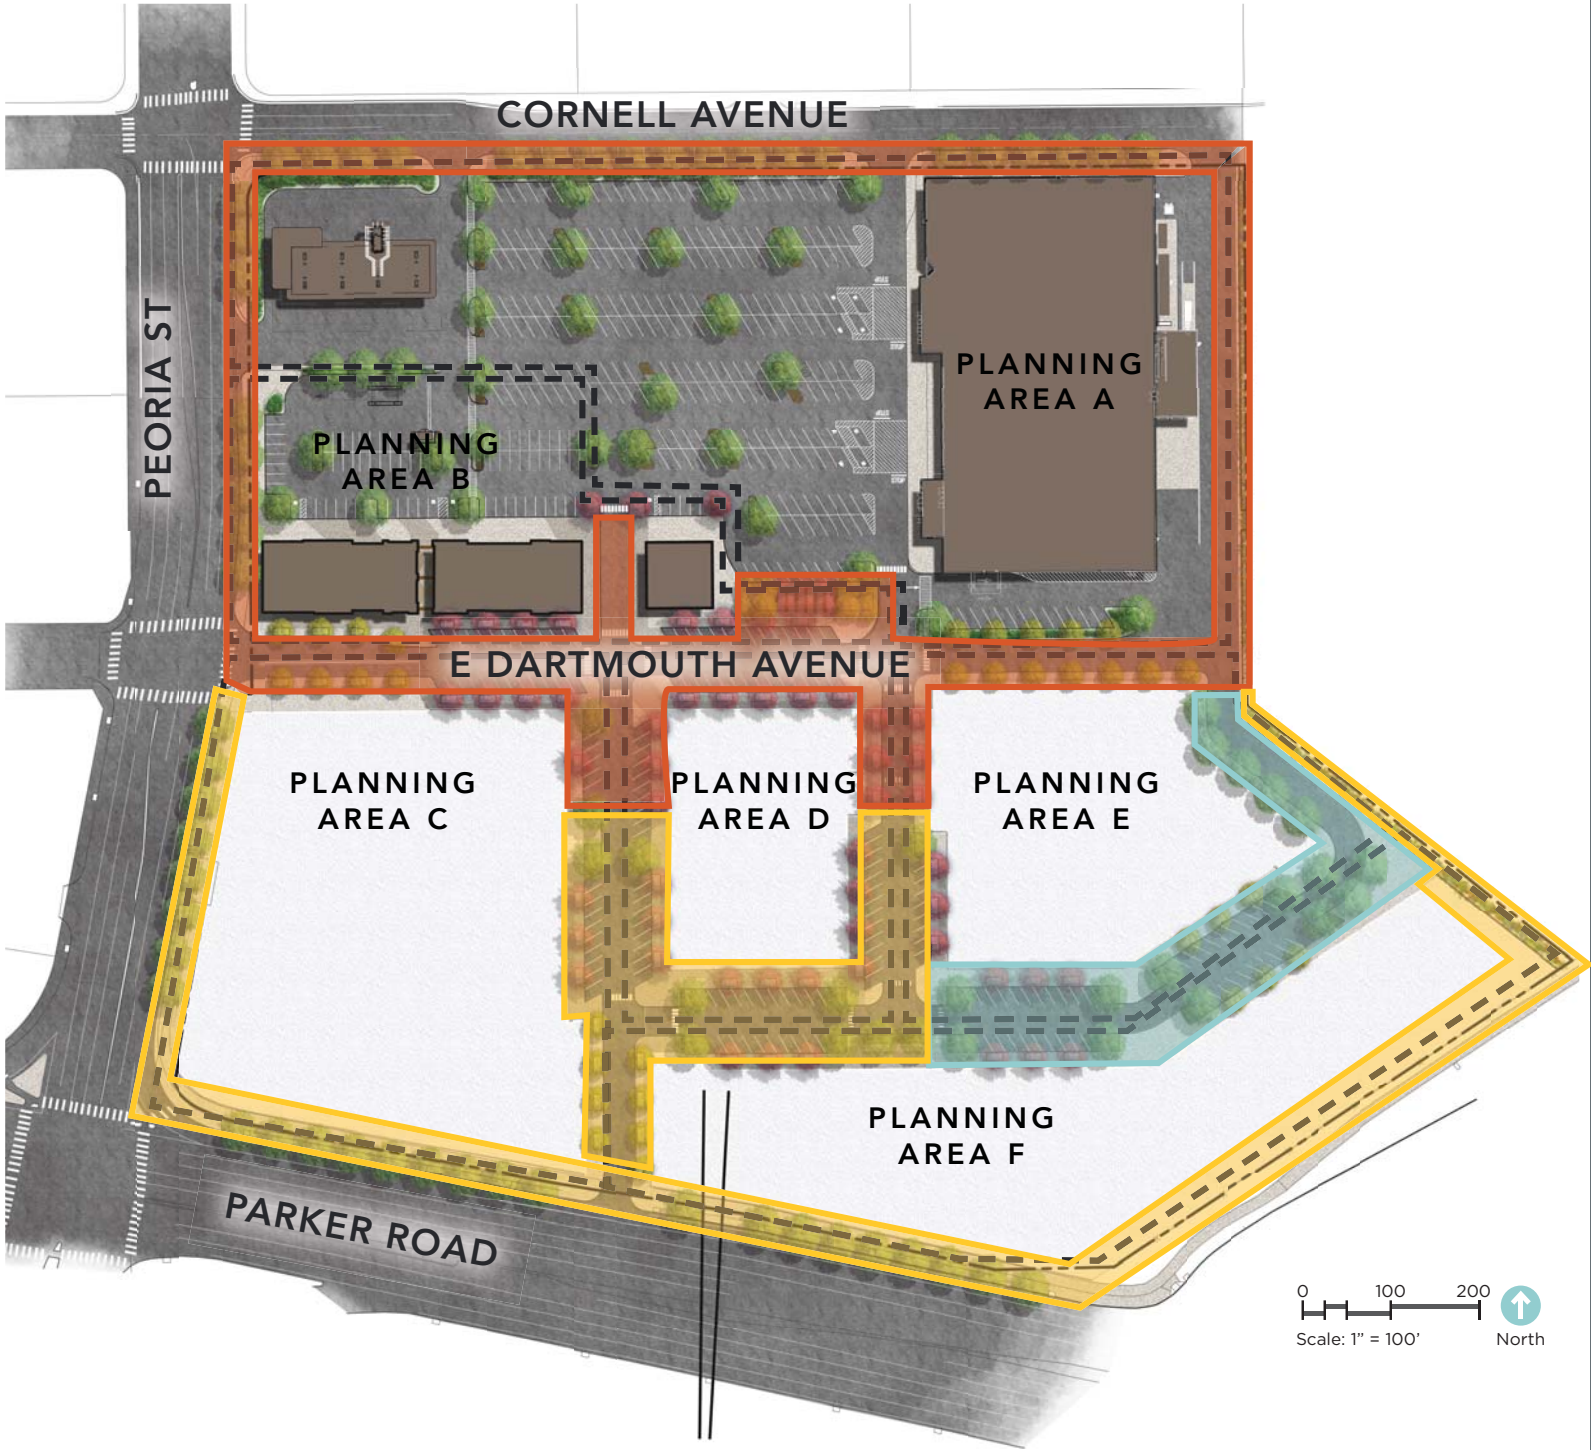 CORNELL AVENUE
PEORIA ST
PLANNING
AREA A
PLANNING
AREA B
E DARTMOUTH AVENUE
PLANNING
AREA C
PLANNING
AREA D
PLANNING
AREA E
PLANNING
AREA F
PARKER ROAD
0 100 200
Scale: 1” = 100’
North